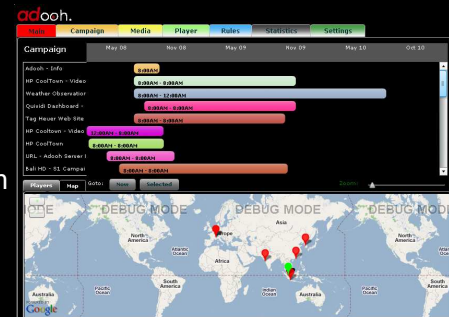 adooh.
Main Campaign Media Player Rules Statistics Settings
Campaign May 08 Nov 08 May 09 Nov 09 May 10 Oct 10
Adooh - Info 8:00AM
HP CoolTown - Video 8:00AM - 8:00AM
Weather Observation 8:00AM - 12:00AM
Quisidi Dashboard - 8:00AM - 8:00AM
Tag Heuer Web Site 8:00AM - 8:00AM
HP Cooltown - Video 12:00AM - 8:00AM
HP CoolTown 8:00AM - 8:00AM
URL - Adooh Server 8:00AM - 8:00AM
Bali HD - S1 Campai 8:00AM - 8:00AM
n
Players Map Goto: Now Selected Zoom:
DEBUG MODE DEBUG MODE DEBUG MODE
Europe Asia
North America North America
Atlantic Ocean
Africa
Pacific Ocean South America Indian Ocean Australia Pacific Ocean South America
Australia
Google